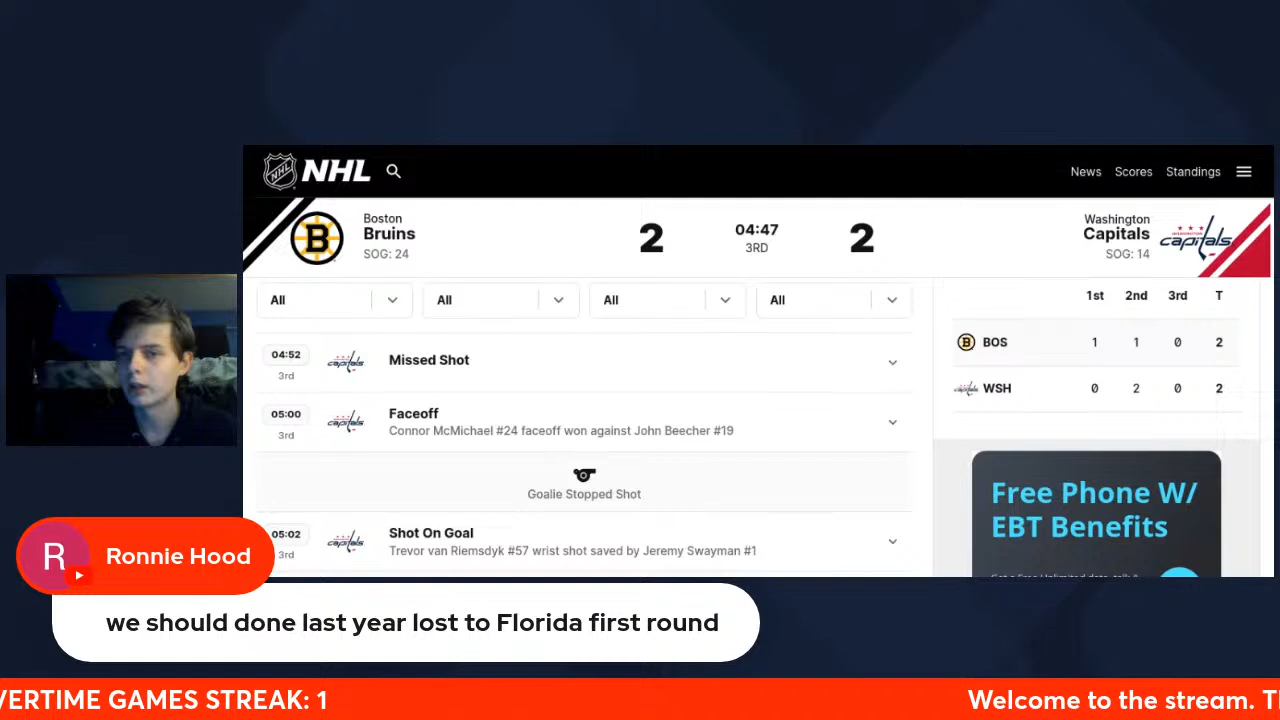 NHL
News Scores Standings
Boston
Bruins
SOG: 24
2
04:47
3RD
2
Washington
Capitals
SOG: 14
capitals
All All All All
04:52
3rd
capitals
Missed Shot
05:00
3rd
capitals
Faceoff
Connor McMichael #24 faceoff won against John Beecher #19
Goalie Stopped Shot
05:02
3rd
capitals
Shot On Goal
Trevor van Riemsdyk #57 wrist shot saved by Jeremy Swayman #1
1st 2nd 3rd T
B BOS 1 1 0 2
capitals WSH 0 2 0 2
Free Phone W/
EBT Benefits
R Ronnie Hood
we should done last year lost to Florida first round
VERTIME GAMES STREAK: 1
Welcome to the stream. T